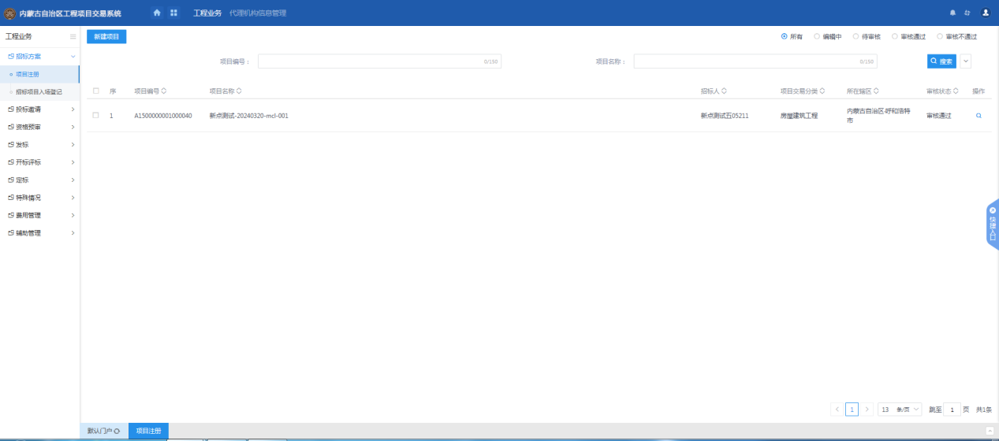 内蒙古自治区工程项目交易系统 工程业务 代理机构信息管理
工程业务
招标方案
项目注册
招标项目入场登记
投标邀请
资格预审
发标
开标评标
定标
特殊情况
费用管理
辅助管理
新建项目 所有 编辑中 待审核 审核通过 审核不通过
项目编号： 0/150 项目名称： 0/150 搜索
序 项目编号 项目名称 招标人 项目交易分类 所在辖区 审核状态 操作
1 A1500000001000040 新点测试-20240320-mcl-001 新点测试五05211 房屋建筑工程 内蒙古自治区·呼和浩特市 审核通过
快捷入口
1 13 条/页 跳至 1 页 共1条
默认门户 项目注册